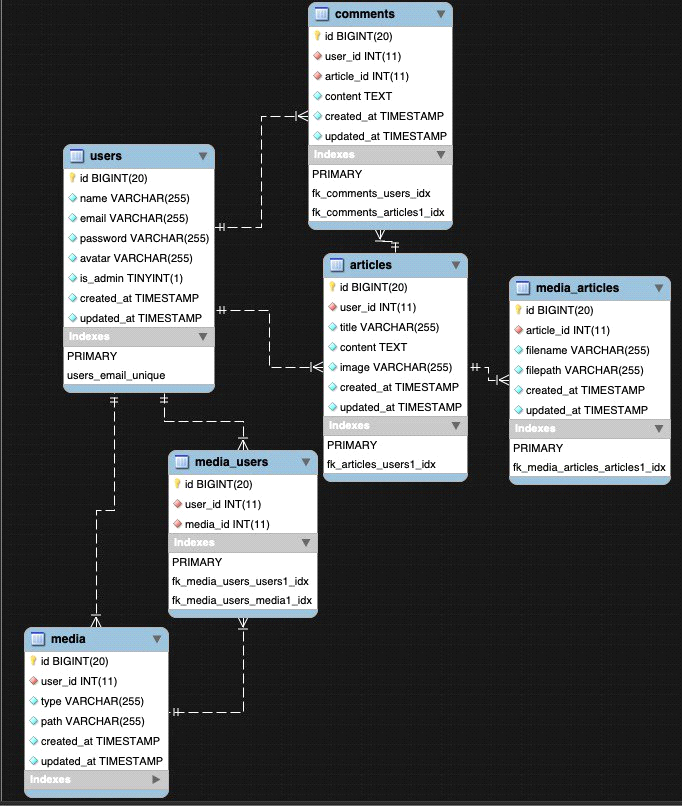 comments
id BIGINT(20)
user_id INT(11)
article_id INT(11)
content TEXT
created_at TIMESTAMP
updated_at TIMESTAMP
Indexes
PRIMARY
fk_comments_users_idx
fk_comments_articles1_idx
users
id BIGINT(20)
name VARCHAR(255)
email VARCHAR(255)
password VARCHAR(255)
avatar VARCHAR(255)
is_admin TINYINT(1)
created_at TIMESTAMP
updated_at TIMESTAMP
Indexes
PRIMARY
users_email_unique
articles
id BIGINT(20)
user_id INT(11)
title VARCHAR(255)
content TEXT
image VARCHAR(255)
created_at TIMESTAMP
updated_at TIMESTAMP
Indexes
PRIMARY
fk_articles_users1_idx
media_articles
id BIGINT(20)
article_id INT(11)
filename VARCHAR(255)
filepath VARCHAR(255)
created_at TIMESTAMP
updated_at TIMESTAMP
Indexes
PRIMARY
fk_media_articles_articles1_idx
media_users
id BIGINT(20)
user_id INT(11)
media_id INT(11)
Indexes
PRIMARY
fk_media_users_users1_idx
fk_media_users_media1_idx
media
id BIGINT(20)
user_id INT(11)
type VARCHAR(255)
path VARCHAR(255)
created_at TIMESTAMP
updated_at TIMESTAMP
Indexes